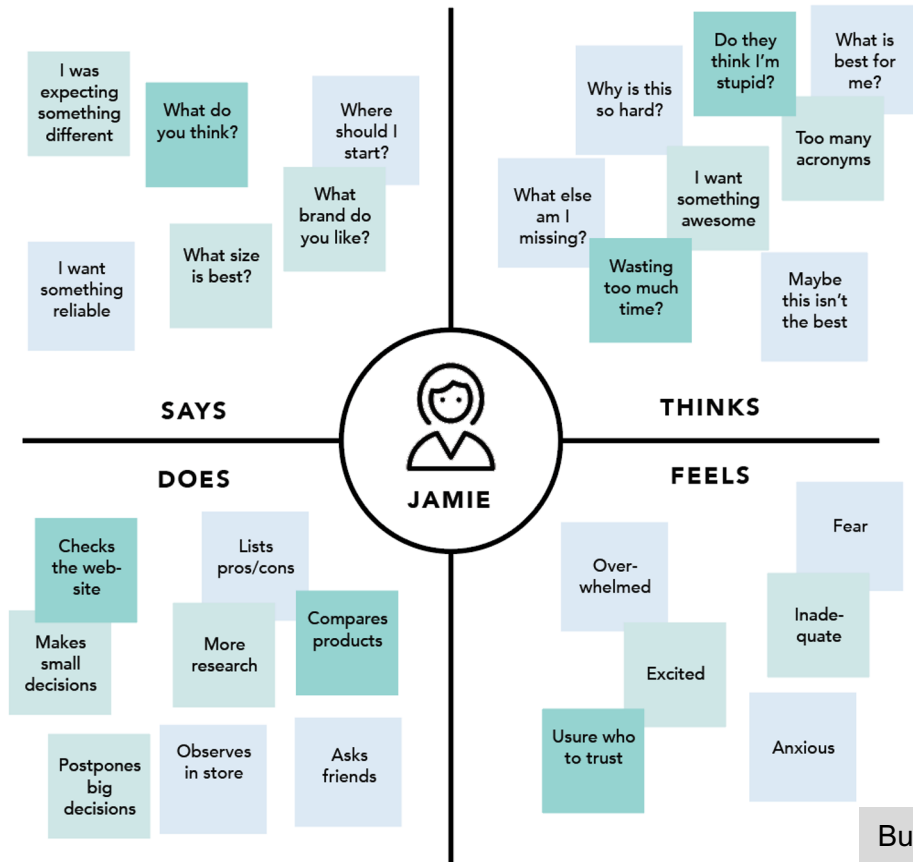 I was
expecting
something
different
What do
you think?
Where
should I
start?
What
brand do
you like?
What size
is best?
I want
something
reliable
SAYS
Do they
think I'm
stupid?
What is
best for
me?
Why is this
so hard?
Too many
acronyms
I want
something
awesome
What else
am I
missing?
Wasting
too much
time?
Maybe
this isn't
the best
THINKS
JAMIE
DOES
Checks
the web-
site
Lists
pros/cons
Compares
products
Makes
small
decisions
More
research
Postpones
big
decisions
Observes
in store
Asks
friends
FEELS
Fear
Over-
whelmed
Inade-
quate
Excited
Usure who
to trust
Anxious
Bu